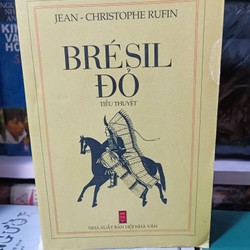 JEAN - CHRISTOPHE RUFIN
BRÉSIL
ĐỎ
TIỂU THUYẾT
NHÀ XUẤT BẢN HỘI NHÀ VĂN